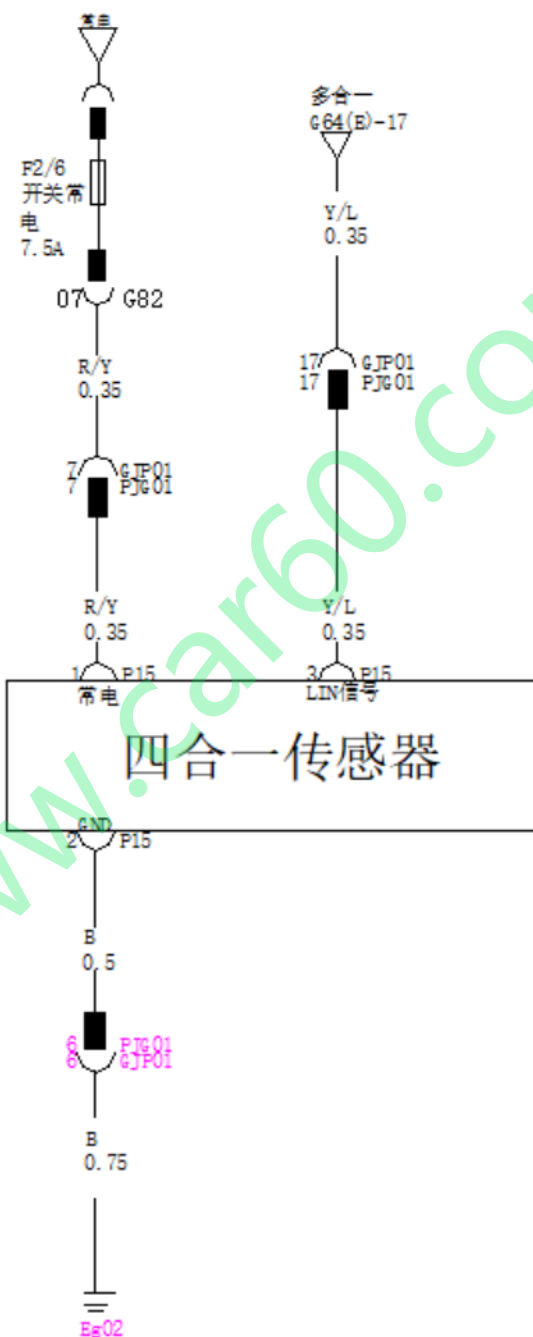 常电
多合一
G64(E)-17
F2/6
开关常
电
7.5A
07 G82
Y/L
0.35
R/Y
0.35
17 GJP01
17 PJG01
7 GJP01
7 PJG01
R/Y
0.35
Y/L
0.35
1 P15
常电
3 P15
LIN信号
四合一传感器
GND
2 P15
B
0.5
6 PJG01
6 GJP01
B
0.75
Eg02
www.car60.com